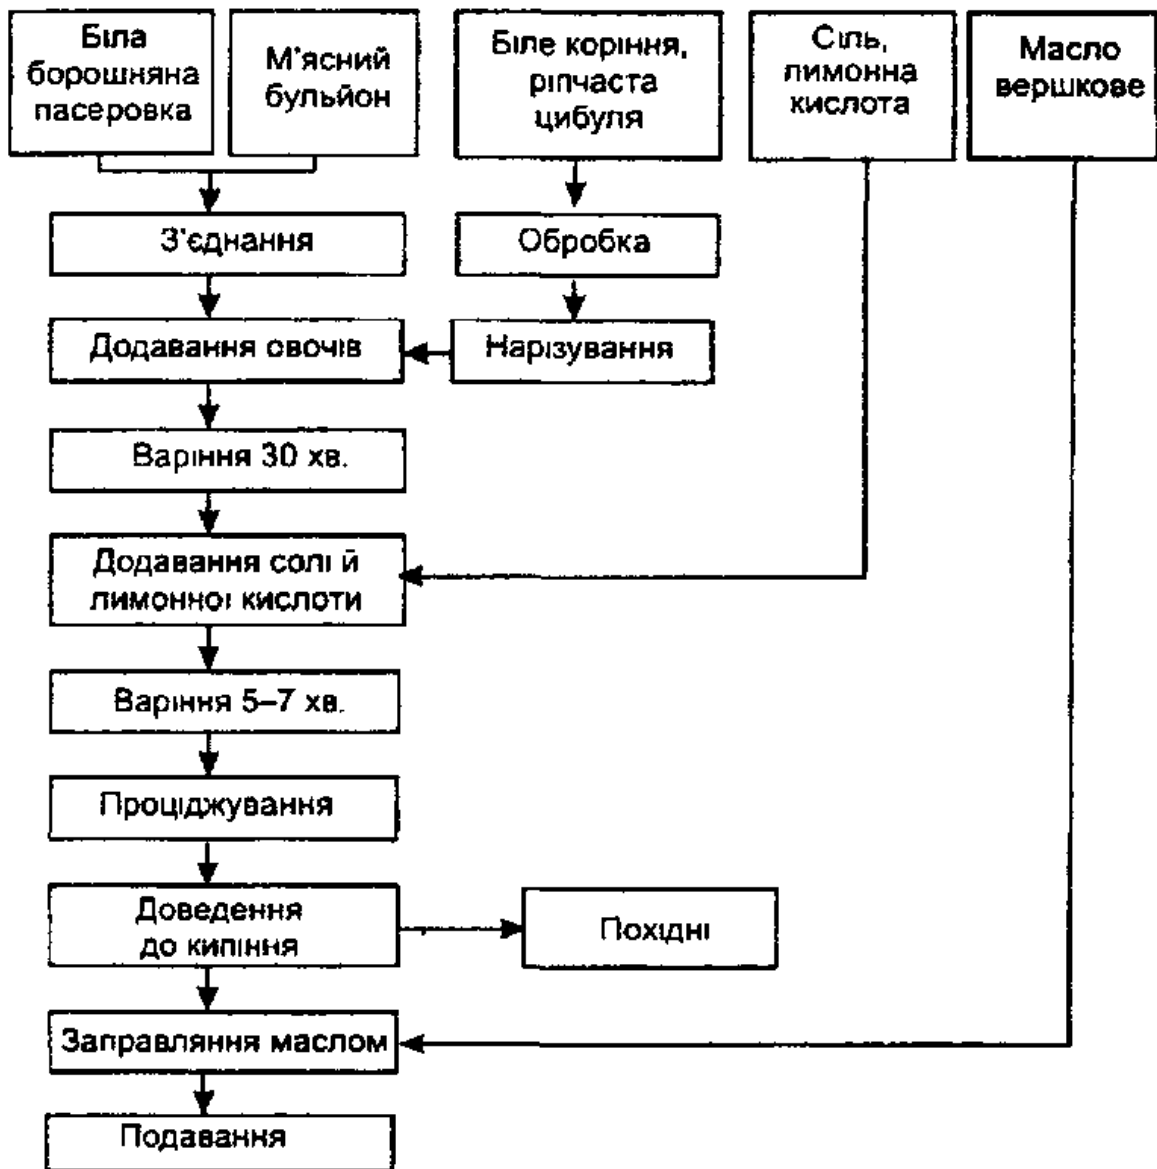 Біла
борошняна
пасеровка
М'ясний
бульйон
Біле коріння,
ріпчаста
цибуля
Сіль,
лимонна
кислота
Масло
вершкове
З'єднання
Обробка
Додавання овочів
Нарізування
Варіння 30 хв.
Додавання солі й
лимонної кислоти
Варіння 5–7 хв.
Проціджування
Доведення
до кипіння
Похідні
Заправляння маслом
Подавання